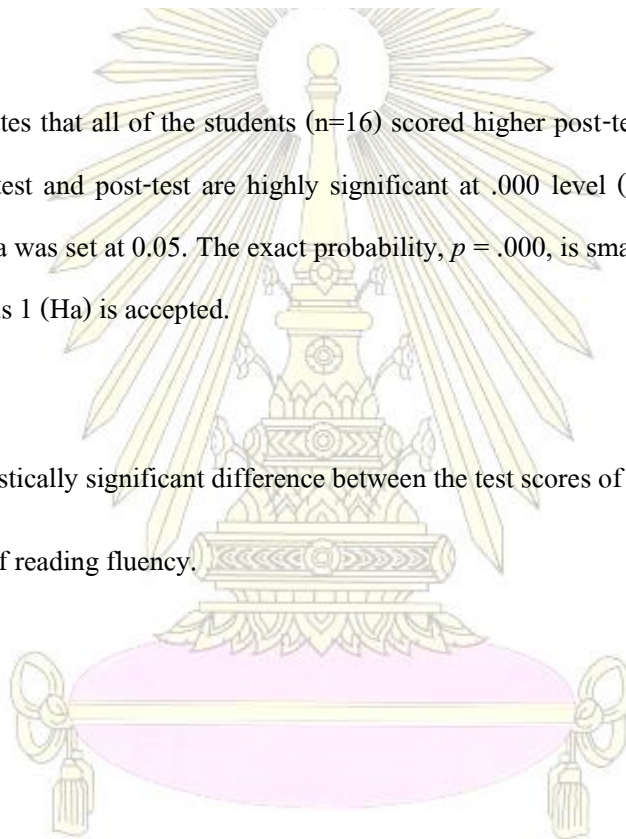 tes that all of the students (n=16) scored higher post-te
test and post-test are highly significant at .000 level (
a was set at 0.05. The exact probability, p = .000, is sma
is 1 (Ha) is accepted.
stically significant difference between the test scores of
f reading fluency.